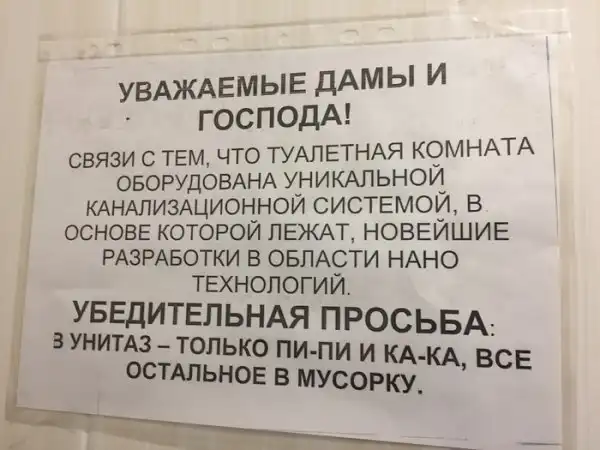 УВАЖАЕМЫЕ ДАМЫ И
ГОСПОДА!
СВЯЗИ С ТЕМ, ЧТО ТУАЛЕТНАЯ КОМНАТА
ОБОРУДОВАНА УНИКАЛЬНОЙ
КАНАЛИЗАЦИОННОЙ СИСТЕМОЙ, В
ОСНОВЕ КОТОРОЙ ЛЕЖАТ, НОВЕЙШИЕ
РАЗРАБОТКИ В ОБЛАСТИ НАНО
ТЕХНОЛОГИЙ.
УБЕДИТЕЛЬНАЯ ПРОСЬБА:
В УНИТАЗ – ТОЛЬКО ПИ-ПИ И КА-КА, ВСЕ
ОСТАЛЬНОЕ В МУСОРКУ.